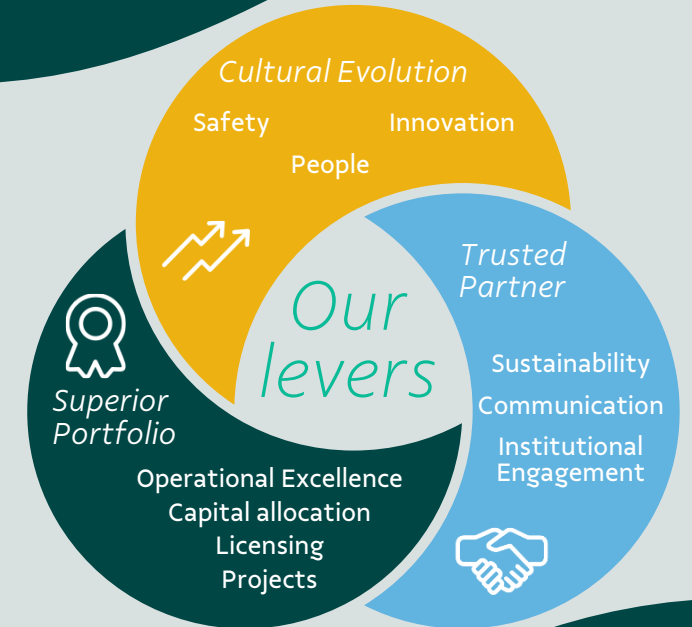 Cultural Evolution
Safety
Innovation
People
Our
levers
Trusted
Partner
Sustainability
Communication
Institutional
Engagement
Superior
Portfolio
Operational Excellence
Capital allocation
Licensing
Projects